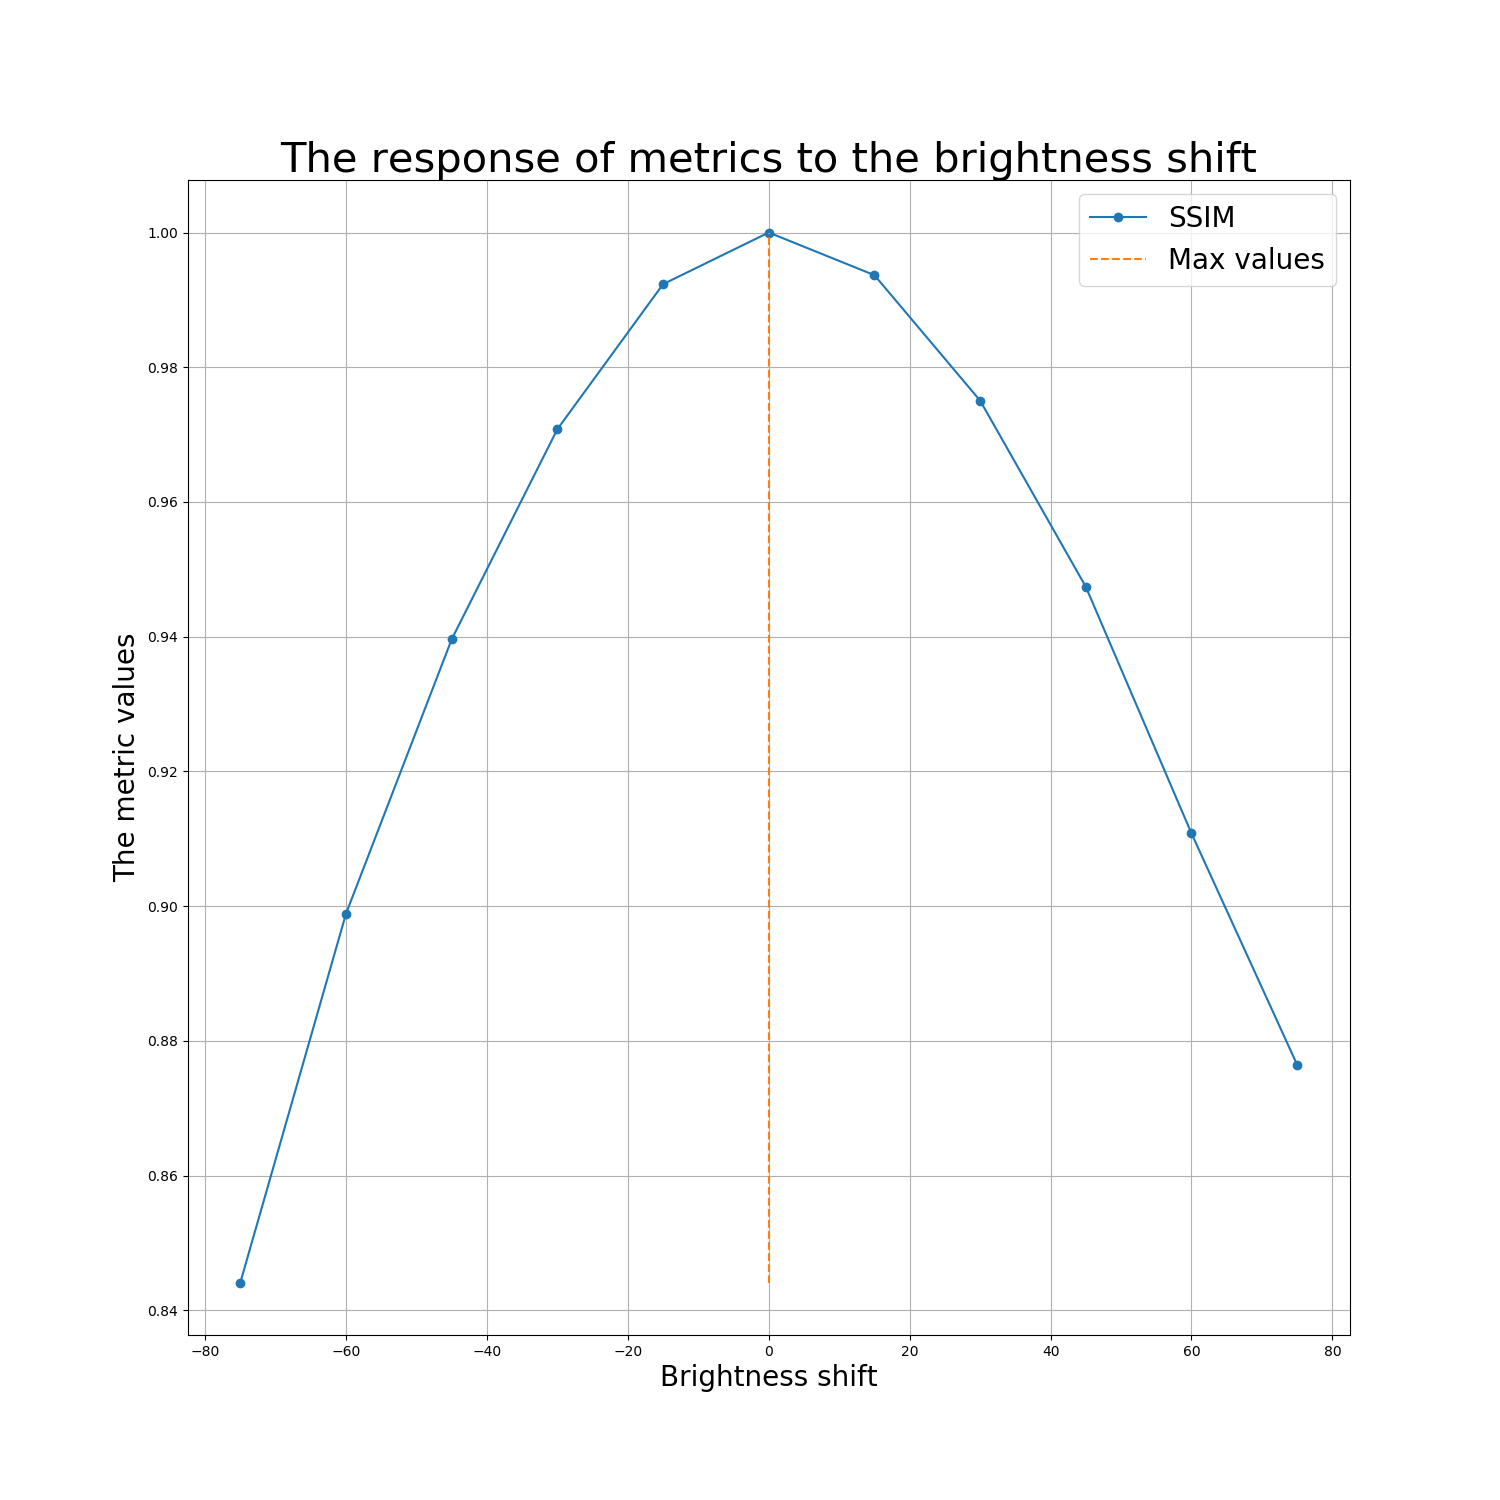 The response of metrics to the brightness shift
SSIM
Max values
1.00
0.98
0.96
0.94
0.92
0.90
0.88
0.86
0.84
The metric values
−80 −60 −40 −20 0 20 40 60 80
Brightness shift